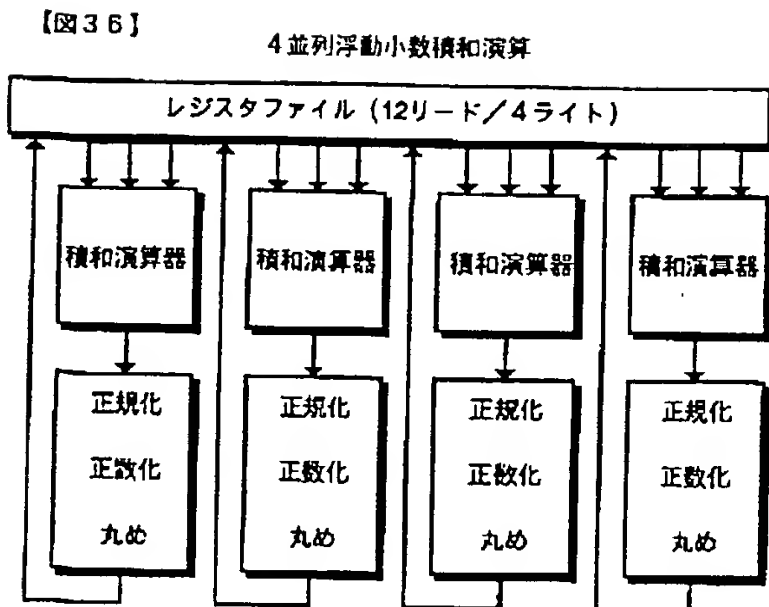 【図36】
4並列浮動小数積和演算
レジスタファイル（12リード／4ライト）
積和演算器 積和演算器 積和演算器 積和演算器
正規化 正規化 正規化 正規化
正数化 正数化 正数化 正数化
丸め 丸め 丸め 丸め